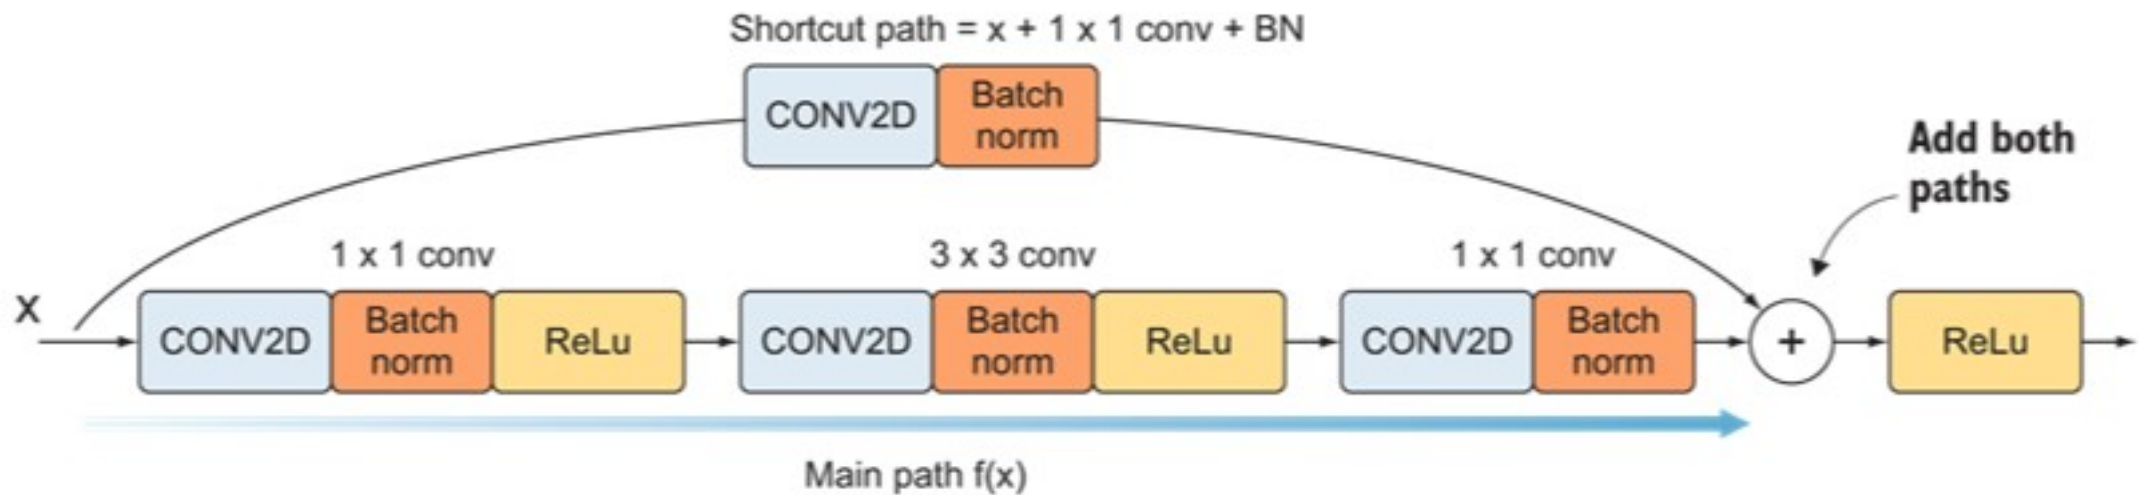 Shortcut path = x + 1 x 1 conv + BN
CONV2D
Batch
norm
Add both
paths
1 x 1 conv
3 x 3 conv
1 x 1 conv
X
CONV2D
Batch
norm
ReLu
CONV2D
Batch
norm
ReLu
CONV2D
Batch
norm
+
ReLu
Main path f(x)